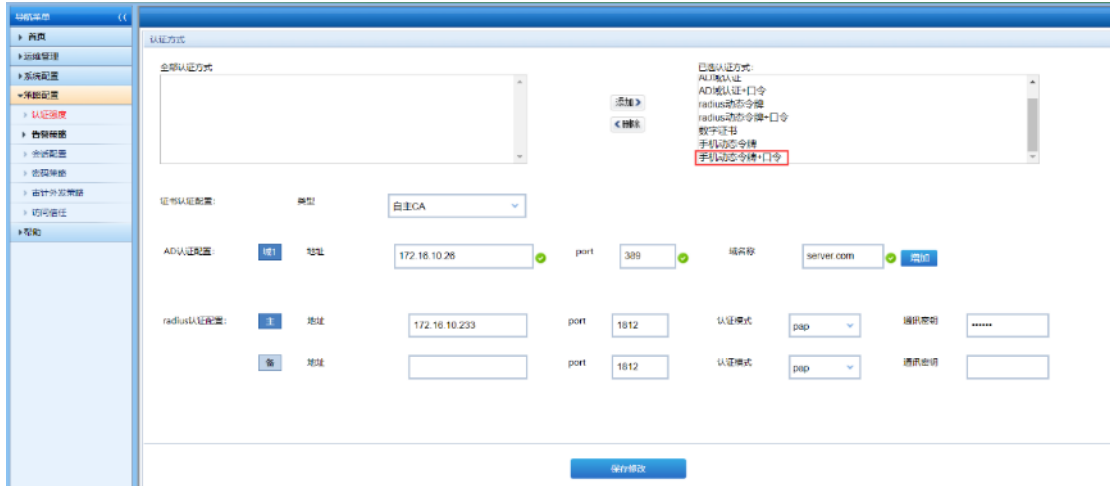 导航菜单
首页
运维管理
系统配置
策略配置
认证强度
告警策略
会话配置
密码策略
审计外发策略
访问信任
帮助
认证方式
全部认证方式
添加
删除
已选认证方式:
AD域认证
AD域认证+口令
radius动态令牌
radius动态令牌+口令
数字证书
手机动态令牌
手机动态令牌+口令
证书认证配置: 类型 自主CA
AD认证配置: 域1 地址 172.16.10.26 port 389 域名称 server.com 增加
radius认证配置: 主 地址 172.16.10.233 port 1812 认证模式 pap 通讯密钥 ••••••
备 地址 port 1812 认证模式 pap 通讯密钥
保存修改